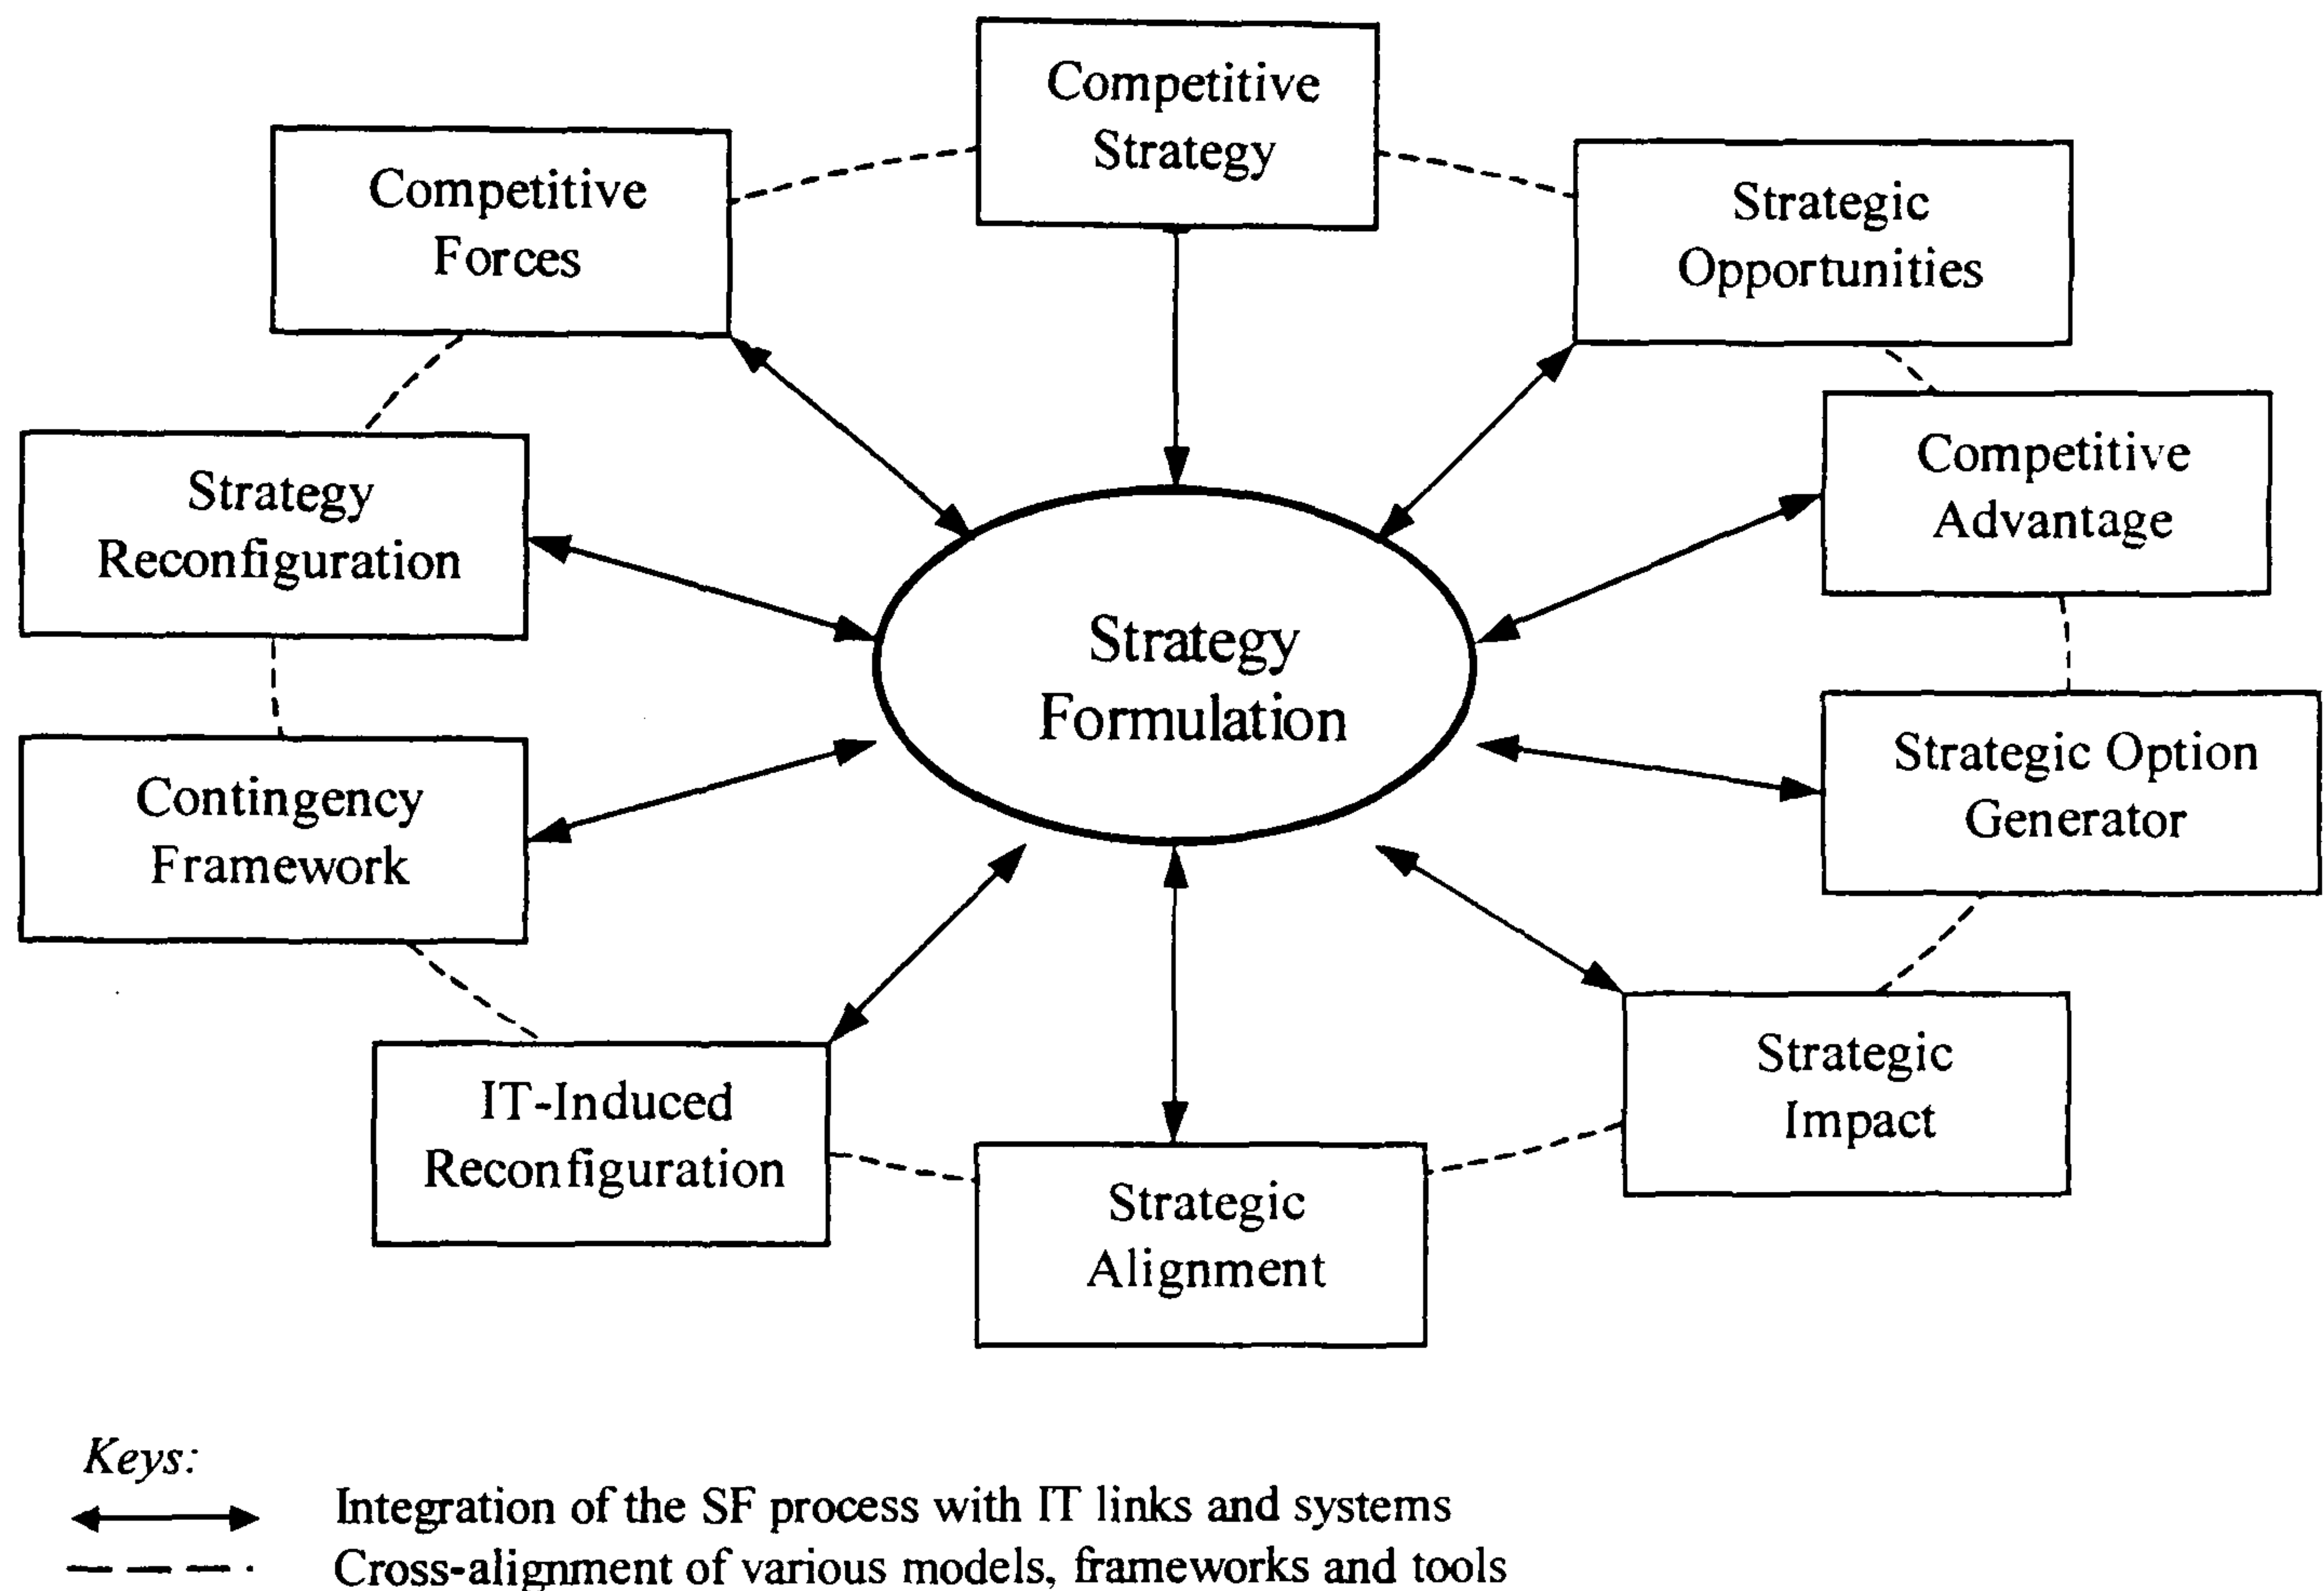 Competitive
Strategy
Competitive
Forces
Strategic
Opportunities
Strategy
Reconfiguration
Competitive
Advantage
Strategy
Formulation
Contingency
Framework
Strategic Option
Generator
IT-Induced
Reconfiguration
Strategic
Alignment
Strategic
Impact
Keys:
Integration of the SF process with IT links and systems
Cross-alignment of various models, frameworks and tools